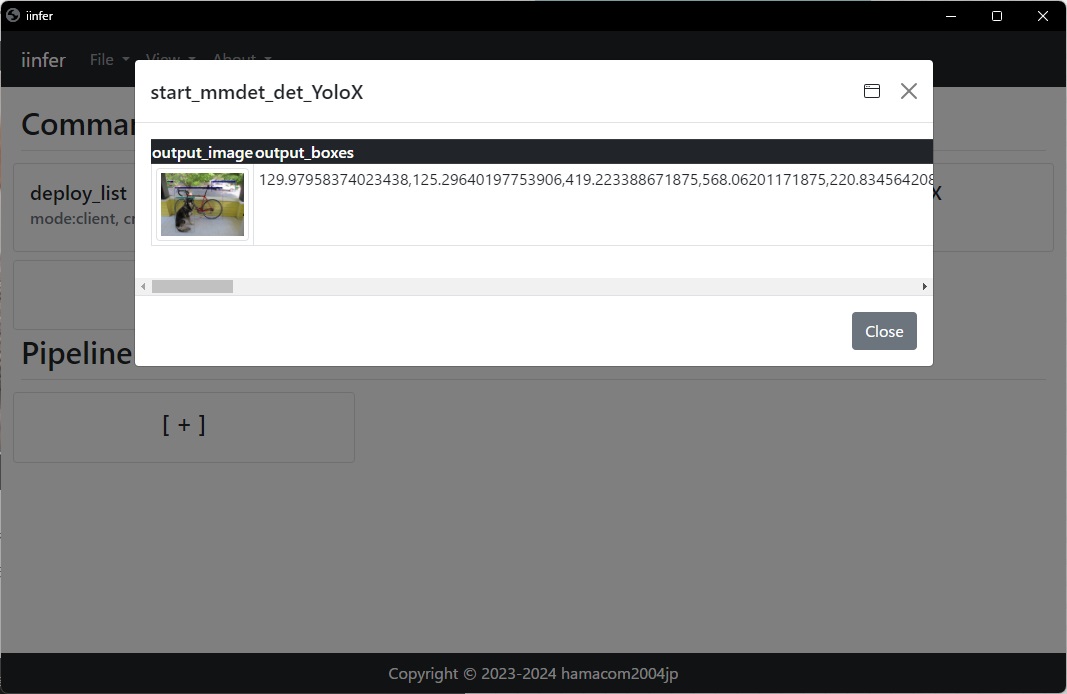 iinfer
iinfer File View About
start_mmdet_det_YoloX
Comman
output_image output_boxes
129.97958374023438,125.29640197753906,419.223388671875,568.06201171875,220.834564208
deploy_list X
mode:client, cr
Close
Pipeline
[ + ]
Copyright © 2023-2024 hamacom2004jp